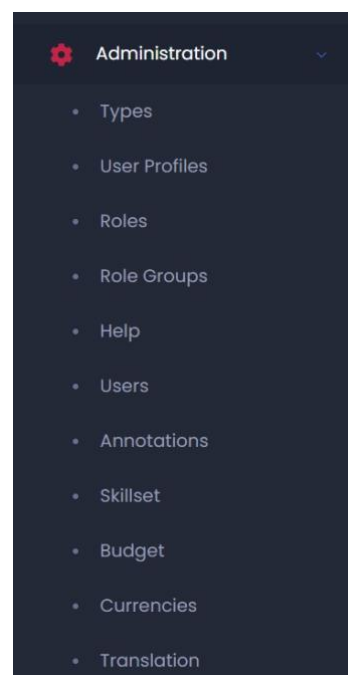 Administration
Types
User Profiles
Roles
Role Groups
Help
Users
Annotations
Skillset
Budget
Currencies
Translation